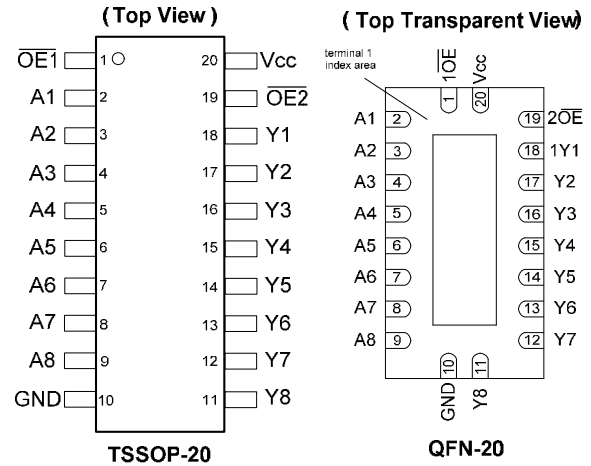 ( Top View )
O̅E̅1̅ 1 20 Vcc
A1 2 19 O̅E̅2̅
A2 3 18 Y1
A3 4 17 Y2
A4 5 16 Y3
A5 6 15 Y4
A6 7 14 Y5
A7 8 13 Y6
A8 9 12 Y7
GND 10 11 Y8
TSSOP-20
( Top Transparent View )
terminal 1
index area
1O̅E̅ Vcc
1 20
A1 2 19 2O̅E̅
A2 3 18 1Y1
A3 4 17 Y2
A4 5 16 Y3
A5 6 15 Y4
A6 7 14 Y5
A7 8 13 Y6
A8 9 12 Y7
10 11
GND Y8
QFN-20